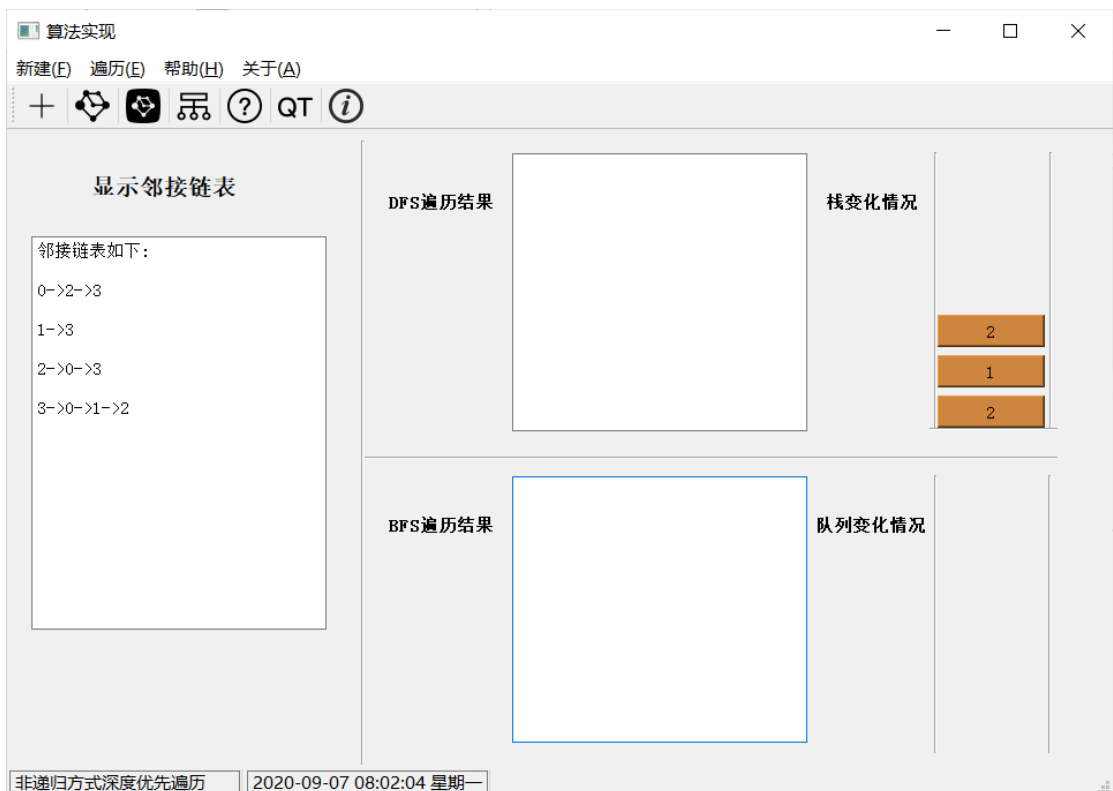 算法实现
新建(F) 遍历(E) 帮助(H) 关于(A)
? QT i
显示邻接链表
邻接链表如下:
0->2->3
1->3
2->0->3
3->0->1->2
DFS遍历结果
栈变化情况
2
1
2
BFS遍历结果
队列变化情况
非递归方式深度优先遍历 2020-09-07 08:02:04 星期一